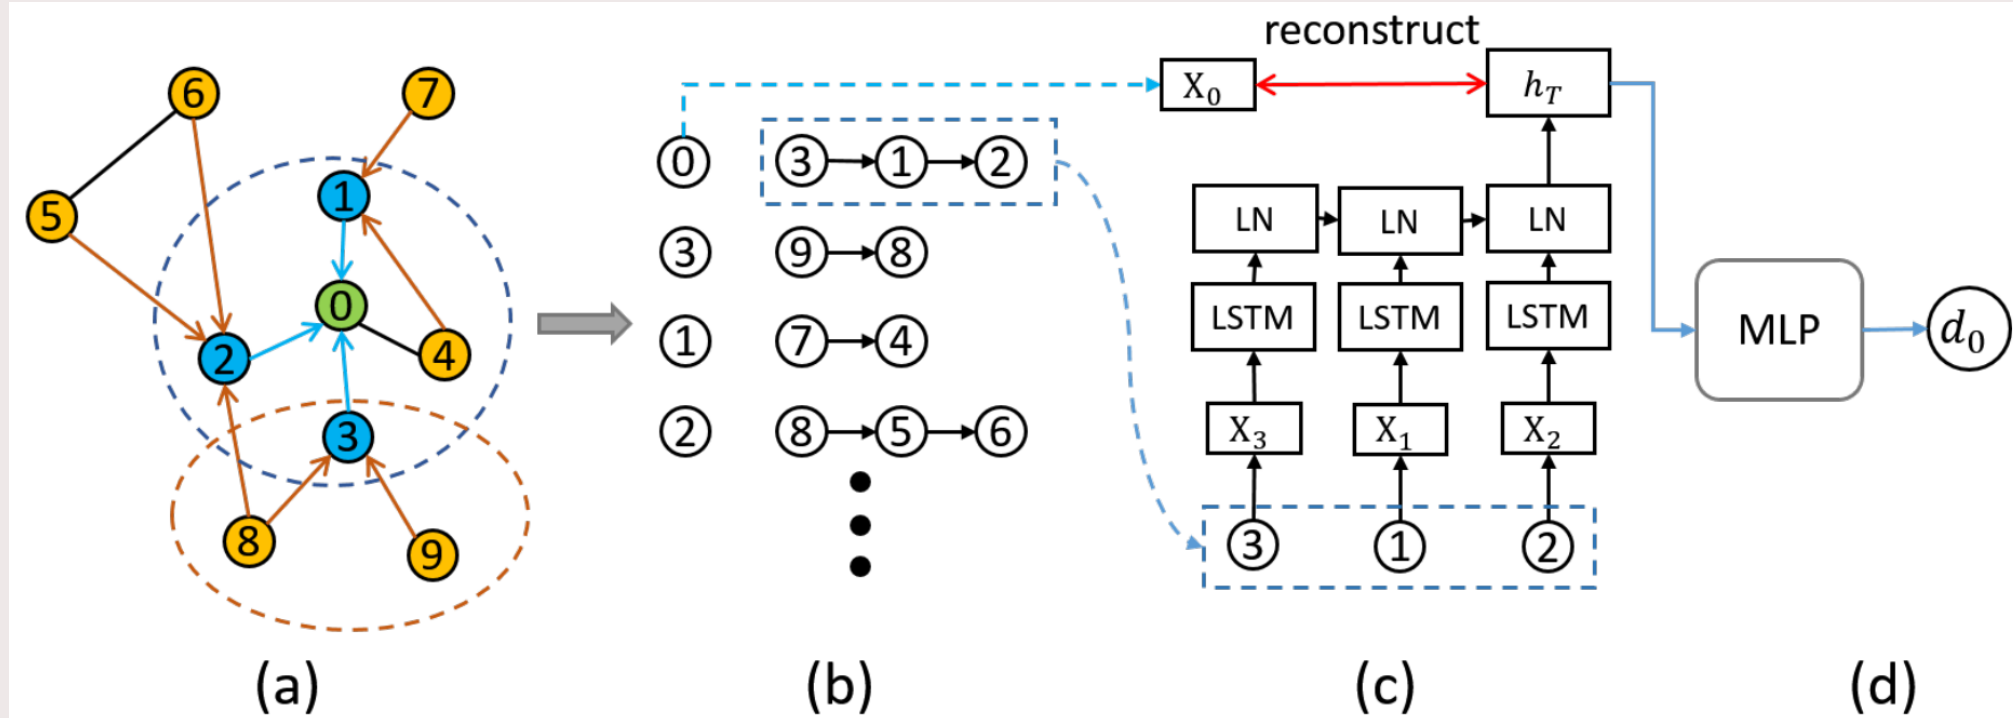 reconstruct
6 7
5 1
0
2 4
3
8 9
(a)
0 3 1 2
3 9 8
1 7 4
2 8 5 6
(b)
X₀ h_T
LN LN LN
LSTM LSTM LSTM
X₃ X₁ X₂
3 1 2
(c)
MLP d₀
(d)